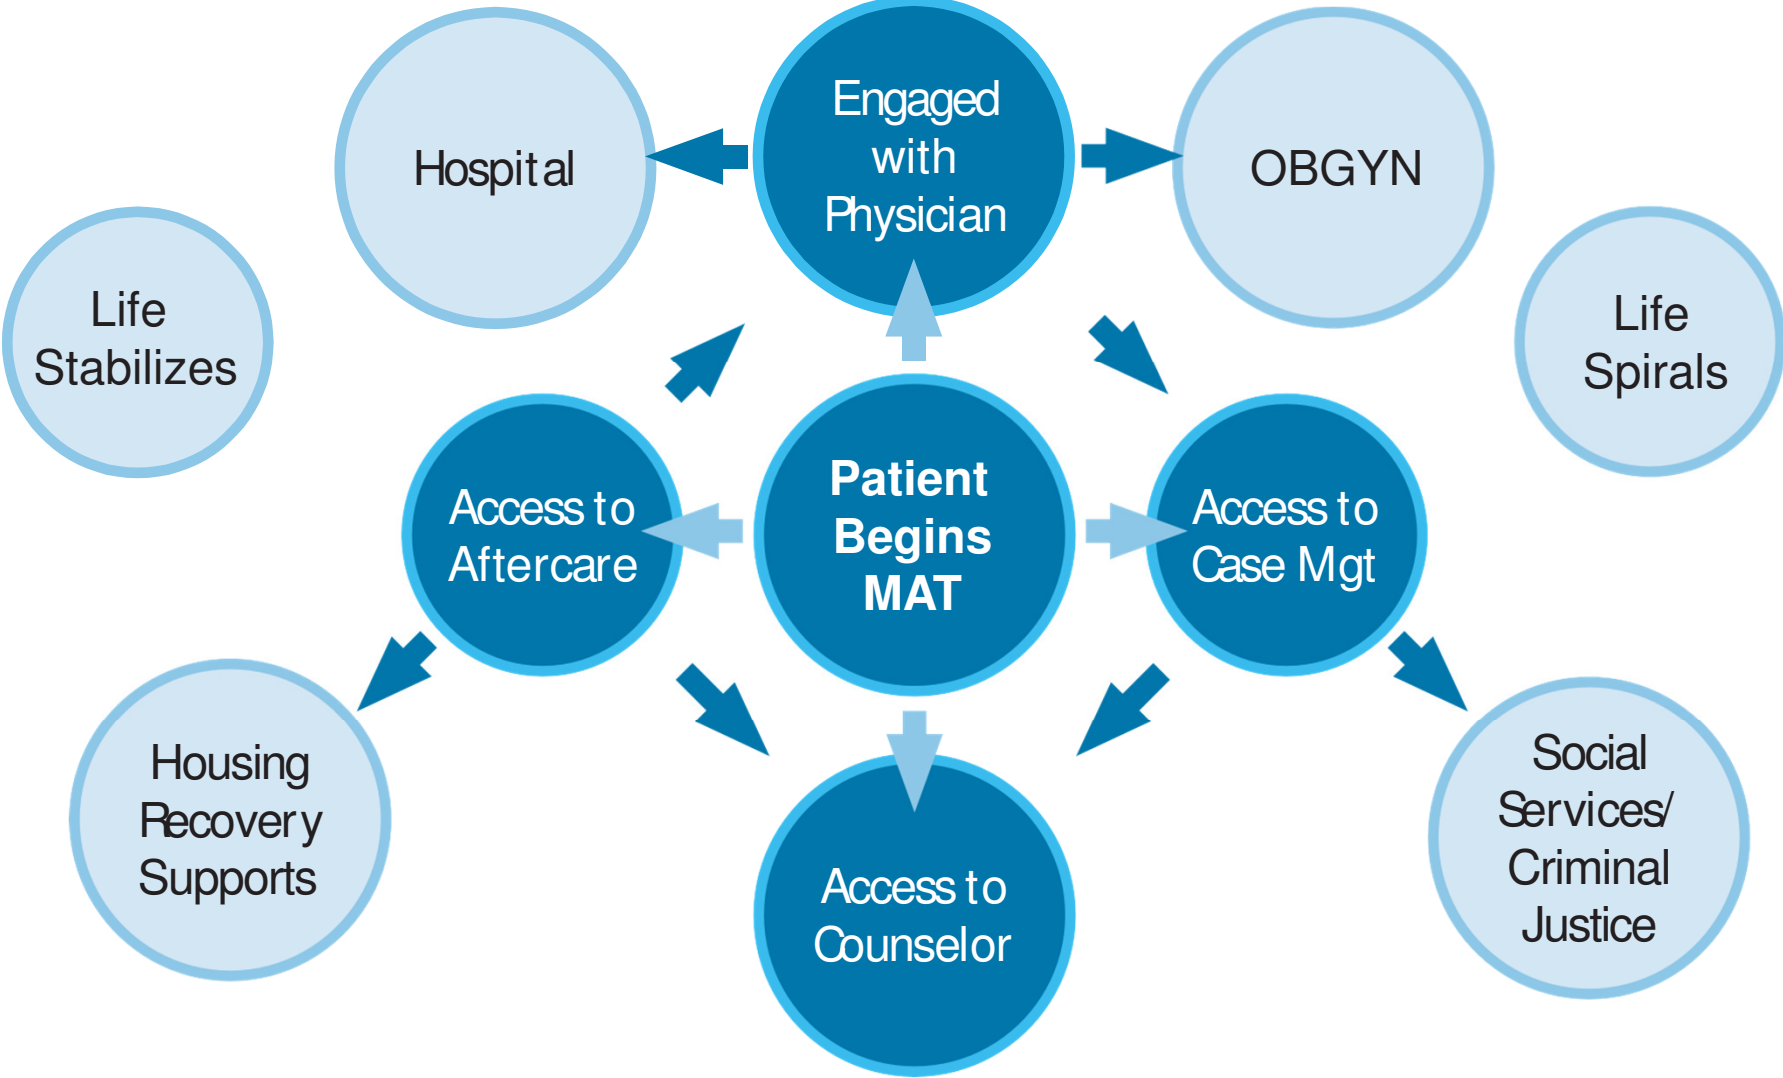 Engaged
with
Physician
Hospital
OBGYN
Life
Stabilizes
Life
Spirals
Patient
Begins
MAT
Access to
Aftercare
Access to
Case Mgt
Housing
Recovery
Supports
Social
Services/
Criminal
Justice
Access to
Counselor